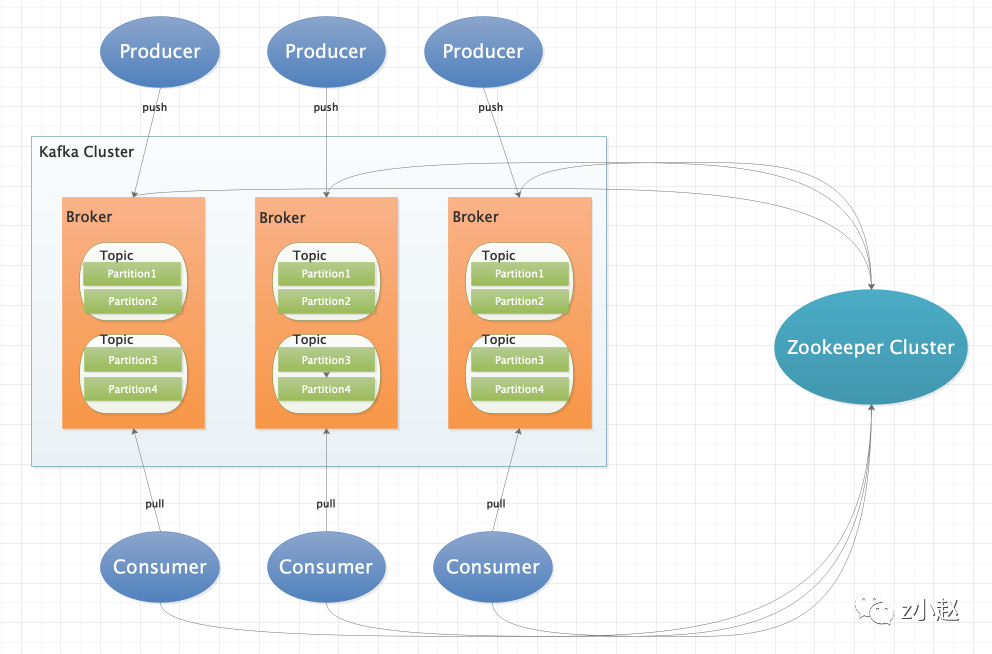 Producer
Producer
Producer
push
push
push
Kafka Cluster
Broker
Topic
Partition1
Partition2
Topic
Partition3
Partition4
Broker
Topic
Partition1
Partition2
Topic
Partition3
Partition4
Broker
Topic
Partition1
Partition2
Topic
Partition3
Partition4
Zookeeper Cluster
pull
pull
pull
Consumer
Consumer
Consumer
z小赵